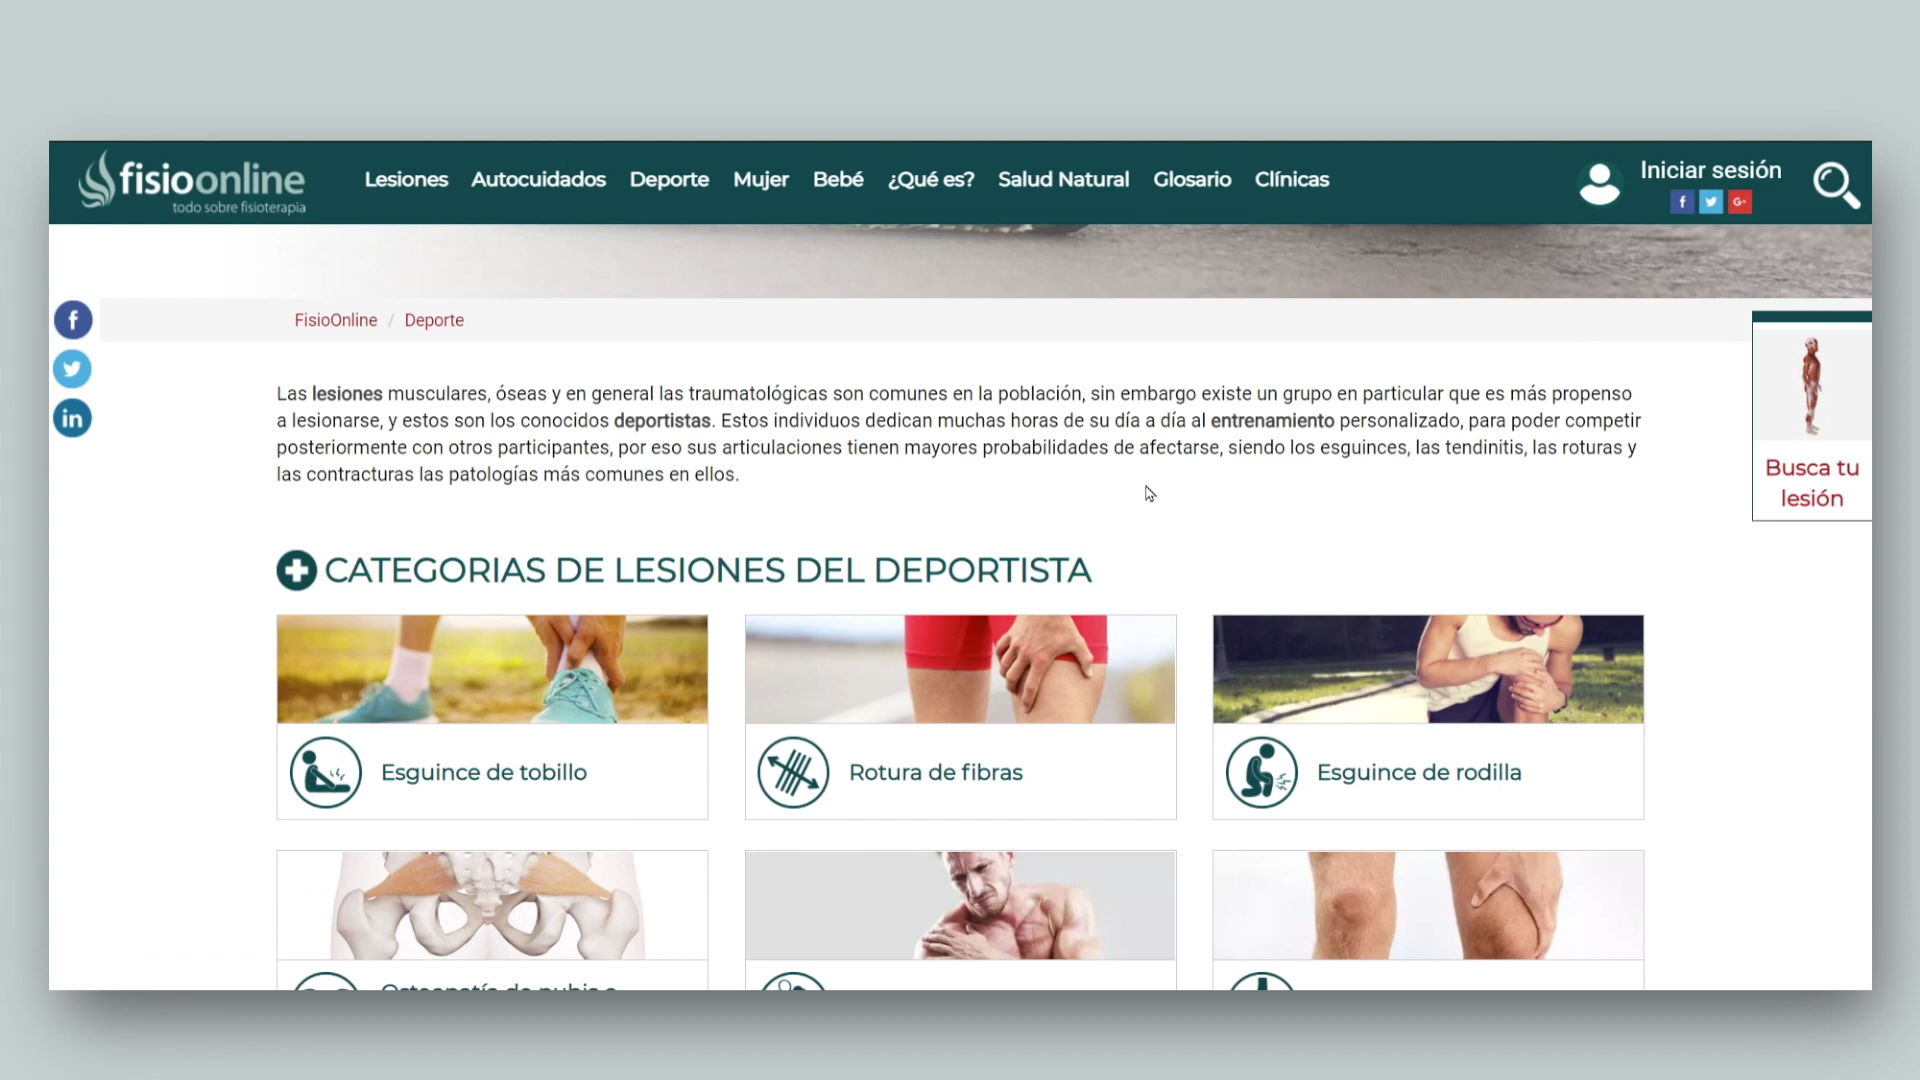 fisioonline
todo sobre fisioterapia
Lesiones Autocuidados Deporte Mujer Bebé ¿Qué es? Salud Natural Glosario Clínicas
Iniciar sesión
f G+
f
in
FisioOnline / Deporte
Las lesiones musculares, óseas y en general las traumatológicas son comunes en la población, sin embargo existe un grupo en particular que es más propenso
a lesionarse, y estos son los conocidos deportistas. Estos individuos dedican muchas horas de su día a día al entrenamiento personalizado, para poder competir
posteriormente con otros participantes, por eso sus articulaciones tienen mayores probabilidades de afectarse, siendo los esguinces, las tendinitis, las roturas y
las contracturas las patologías más comunes en ellos.
Busca tu
lesión
CATEGORIAS DE LESIONES DEL DEPORTISTA
Esguince de tobillo
Rotura de fibras
Esguince de rodilla